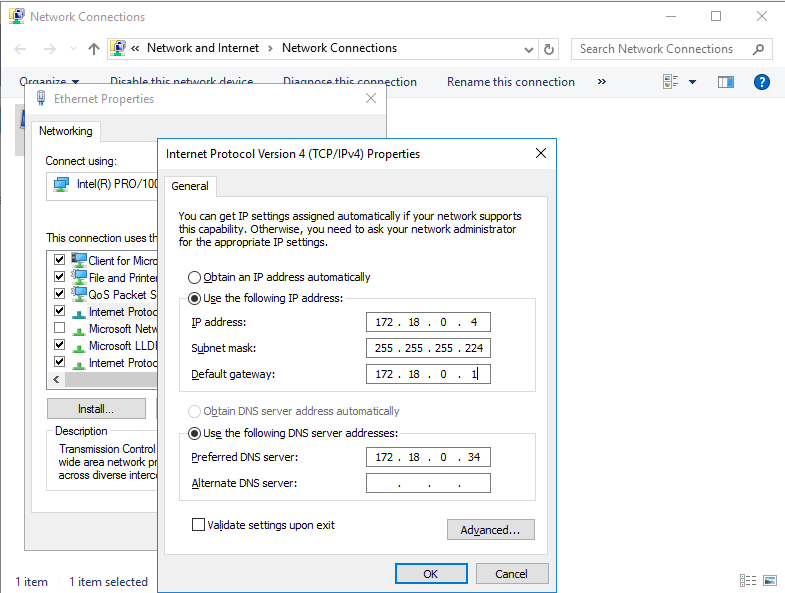 Network Connections
« Network and Internet > Network Connections
Search Network Connections
Organize
Disable this network device
Diagnose this connection
Rename this connection
»
?
Ethernet Properties
Networking
Connect using:
Intel(R) PRO/100
This connection uses th
Client for Micro
File and Printer
QoS Packet S
Internet Protoc
Microsoft Netw
Microsoft LLDP
Internet Protoc
Install...
Description
Transmission Control
wide area network pr
across diverse interco
Internet Protocol Version 4 (TCP/IPv4) Properties
General
You can get IP settings assigned automatically if your network supports
this capability. Otherwise, you need to ask your network administrator
for the appropriate IP settings.
Obtain an IP address automatically
Use the following IP address:
IP address: 172 . 18 . 0 . 4
Subnet mask: 255 . 255 . 255 . 224
Default gateway: 172 . 18 . 0 . 1
Obtain DNS server address automatically
Use the following DNS server addresses:
Preferred DNS server: 172 . 18 . 0 . 34
Alternate DNS server: . . .
Validate settings upon exit
Advanced...
OK
Cancel
1 item
1 item selected